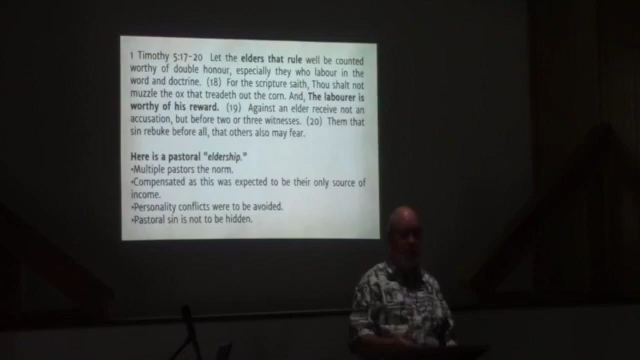 1 Timothy 5:17-20 Let the elders that rule well be counted
worthy of double honour, especially they who labour in the
word and doctrine. (18) For the scripture saith, Thou shalt not
muzzle the ox that treadeth out the corn. And, The labourer is
worthy of his reward. (19) Against an elder receive not an
accusation, but before two or three witnesses. (20) Them that
sin rebuke before all, that others also may fear.
Here is a pastoral "eldership."
•Multiple pastors the norm.
•Compensated as this was expected to be their only source of
income.
•Personality conflicts were to be avoided.
•Pastoral sin is not to be hidden.